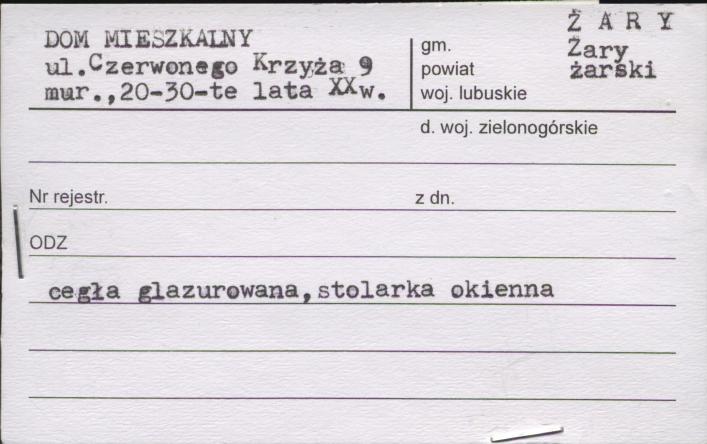 Ż A R Y
DOM MIESZKALNY
ul.Czerwonego Krzyża 9
mur.,20-30-te lata XXw.
gm. Żary
powiat żarski
woj. lubuskie
d. woj. zielonogórskie
Nr rejestr. z dn.
ODZ
cegła glazurowana,stolarka okienna